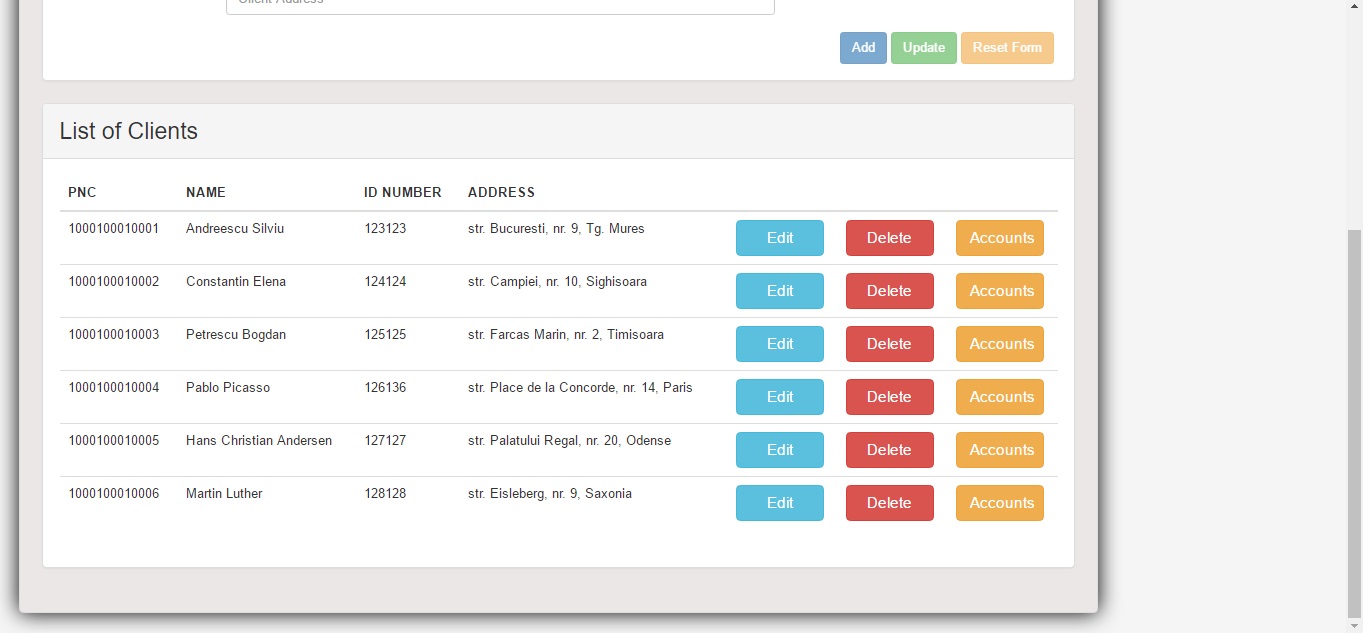 Client Address
Add Update Reset Form
List of Clients
PNC NAME ID NUMBER ADDRESS
1000100010001 Andreescu Silviu 123123 str. Bucuresti, nr. 9, Tg. Mures Edit Delete Accounts
1000100010002 Constantin Elena 124124 str. Campiei, nr. 10, Sighisoara Edit Delete Accounts
1000100010003 Petrescu Bogdan 125125 str. Farcas Marin, nr. 2, Timisoara Edit Delete Accounts
1000100010004 Pablo Picasso 126136 str. Place de la Concorde, nr. 14, Paris Edit Delete Accounts
1000100010005 Hans Christian Andersen 127127 str. Palatului Regal, nr. 20, Odense Edit Delete Accounts
1000100010006 Martin Luther 128128 str. Eisleberg, nr. 9, Saxonia Edit Delete Accounts